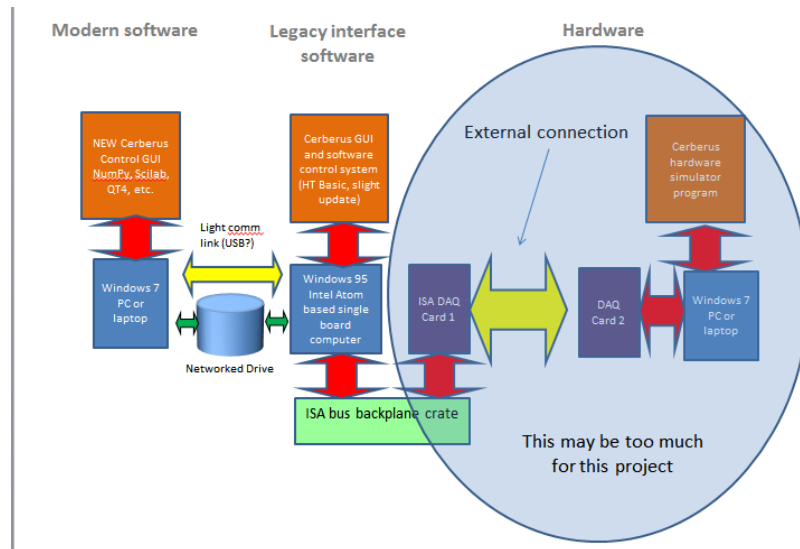 Modern software
Legacy interface
software
Hardware
NEW Cerberus
Control GUI
NumPy, Scilab,
QT4, etc.
Cerberus GUI
and software
control system
(HT Basic, slight
update)
External connection
Cerberus
hardware
simulator
program
Light comm
link (USB?)
Windows 7
PC or
laptop
Networked Drive
Windows 95
Intel Atom
based single
board
computer
ISA DAQ
Card 1
DAQ
Card 2
Windows 7
PC or
laptop
ISA bus backplane crate
This may be too much
for this project